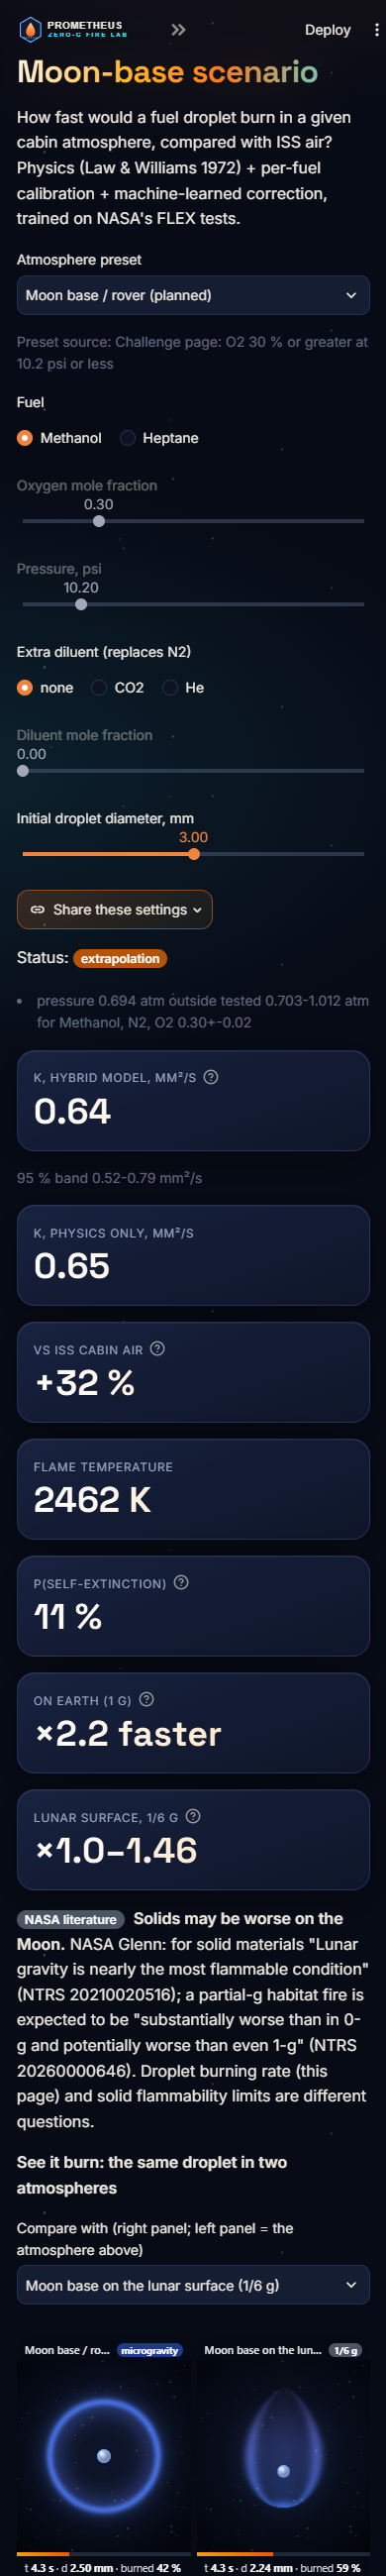 PROMETHEUS
ZERO-G FIRE LAB
Deploy
Moon-base scenario
How fast would a fuel droplet burn in a given
cabin atmosphere, compared with ISS air?
Physics (Law & Williams 1972) + per-fuel
calibration + machine-learned correction,
trained on NASA's FLEX tests.
Atmosphere preset
Moon base / rover (planned)
Preset source: Challenge page: O2 30 % or greater at
10.2 psi or less
Fuel
Methanol
Heptane
Oxygen mole fraction
0.30
Pressure, psi
10.20
Extra diluent (replaces N2)
none
CO2
He
Diluent mole fraction
0.00
Initial droplet diameter, mm
3.00
Share these settings
Status: extrapolation
• pressure 0.694 atm outside tested 0.703-1.012 atm
for Methanol, N2, O2 0.30+-0.02
K, HYBRID MODEL, MM²/S
0.64
95 % band 0.52-0.79 mm²/s
K, PHYSICS ONLY, MM²/S
0.65
VS ISS CABIN AIR
+32 %
FLAME TEMPERATURE
2462 K
P(SELF-EXTINCTION)
11 %
ON EARTH (1 G)
×2.2 faster
LUNAR SURFACE, 1/6 G
×1.0–1.46
NASA literature Solids may be worse on the
Moon. NASA Glenn: for solid materials "Lunar
gravity is nearly the most flammable condition"
(NTRS 20210020516); a partial-g habitat fire is
expected to be "substantially worse than in 0-
g and potentially worse than even 1-g" (NTRS
20260000646). Droplet burning rate (this
page) and solid flammability limits are different
questions.
See it burn: the same droplet in two
atmospheres
Compare with (right panel; left panel = the
atmosphere above)
Moon base on the lunar surface (1/6 g)
Moon base / ro... microgravity
Moon base on the lun... 1/6 g
t 4.3 s · d 2.50 mm · burned 42 %
t 4.3 s · d 2.24 mm · burned 59 %